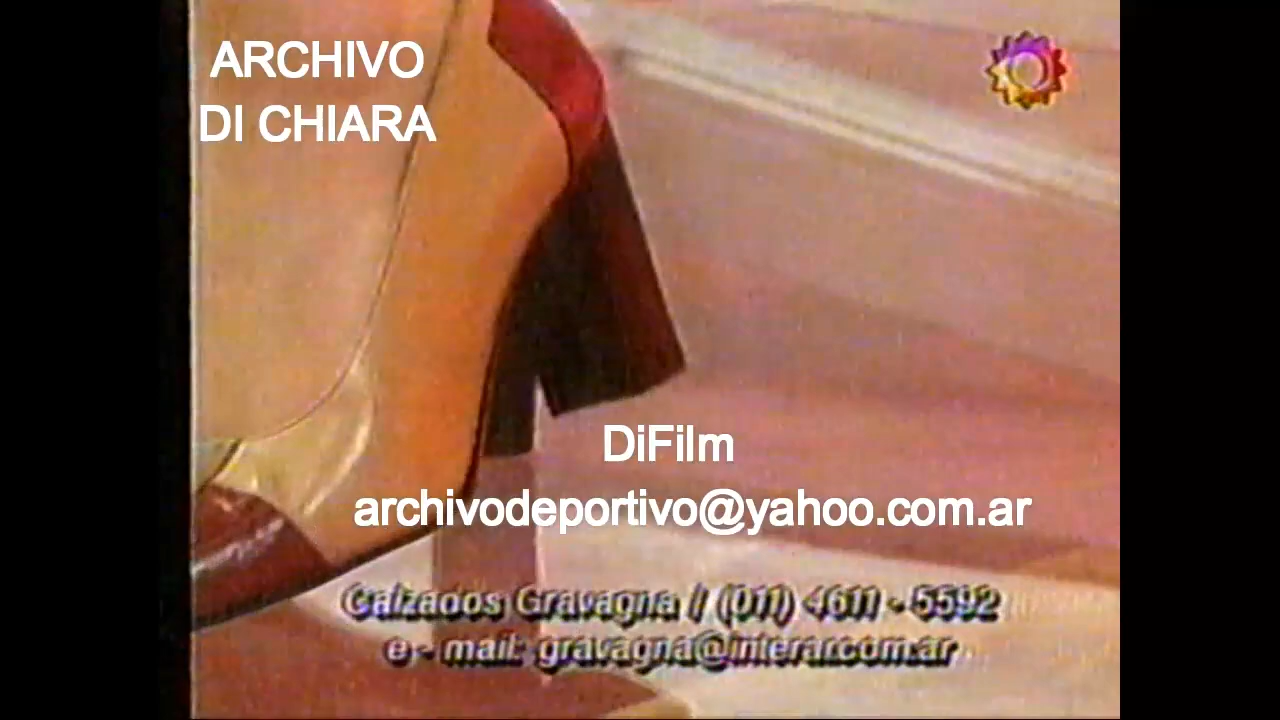 ARCHIVO
DI CHIARA
DiFilm
archivodeportivo@yahoo.com.ar
Calzados Gravagna / (011) 4611 - 5592
e - mail: gravagna@interar.com.ar